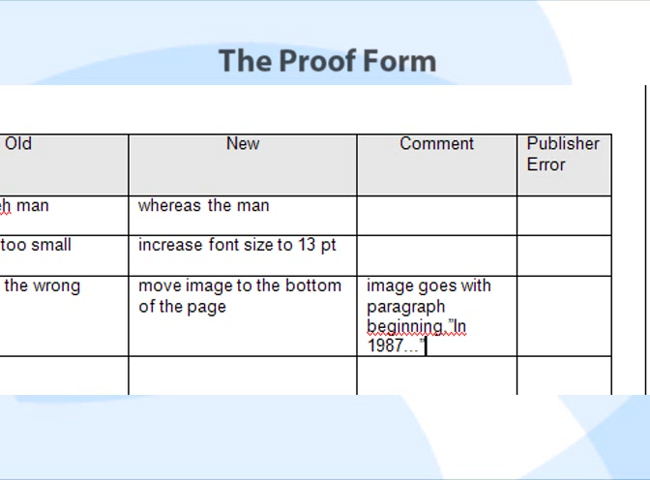 The Proof Form
Old New Comment Publisher
Error
eh man whereas the man
too small increase font size to 13 pt
the wrong move image to the bottom image goes with
of the page paragraph
beginning,"In
1987..."